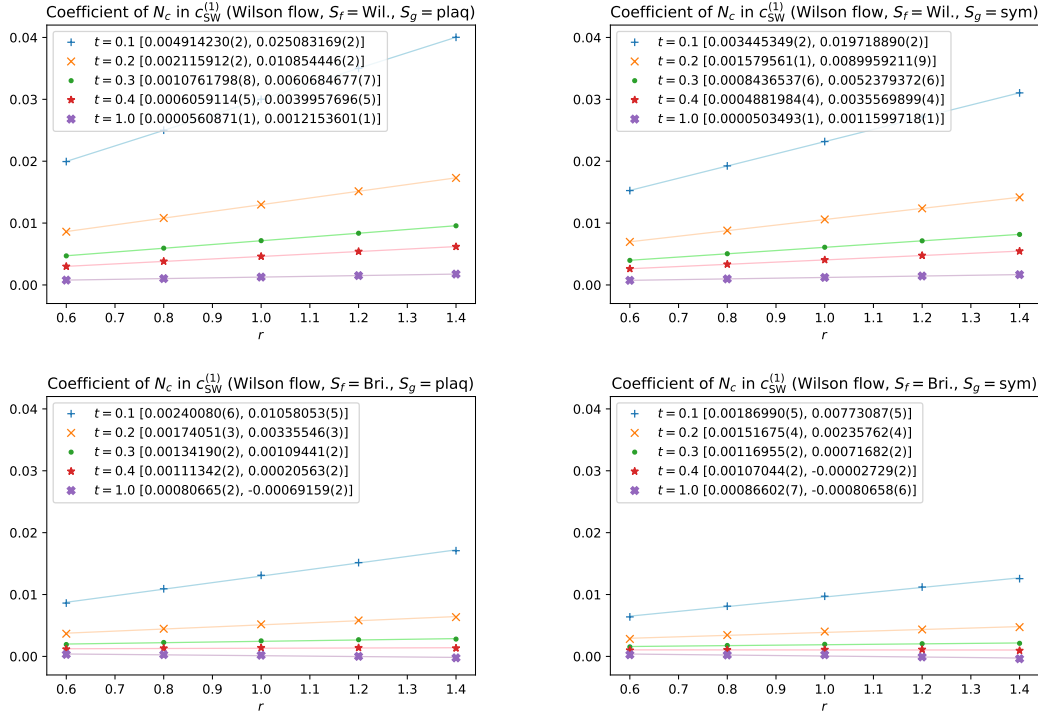 Coefficient of N_c in c_SW^(1) (Wilson flow, S_f = Wil., S_g = plaq)
0.04
0.03
0.02
0.01
0.00
t = 0.1 [0.004914230(2), 0.025083169(2)]
t = 0.2 [0.002115912(2), 0.010854446(2)]
t = 0.3 [0.0010761798(8), 0.0060684677(7)]
t = 0.4 [0.0006059114(5), 0.0039957696(5)]
t = 1.0 [0.0000560871(1), 0.0012153601(1)]
0.6 0.7 0.8 0.9 1.0 1.1 1.2 1.3 1.4
r
Coefficient of N_c in c_SW^(1) (Wilson flow, S_f = Wil., S_g = sym)
0.04
0.03
0.02
0.01
0.00
t = 0.1 [0.003445349(2), 0.019718890(2)]
t = 0.2 [0.001579561(1), 0.0089959211(9)]
t = 0.3 [0.0008436537(6), 0.0052379372(6)]
t = 0.4 [0.0004881984(4), 0.0035569899(4)]
t = 1.0 [0.0000503493(1), 0.0011599718(1)]
0.6 0.7 0.8 0.9 1.0 1.1 1.2 1.3 1.4
r
Coefficient of N_c in c_SW^(1) (Wilson flow, S_f = Bri., S_g = plaq)
0.04
0.03
0.02
0.01
0.00
t = 0.1 [0.00240080(6), 0.01058053(5)]
t = 0.2 [0.00174051(3), 0.00335546(3)]
t = 0.3 [0.00134190(2), 0.00109441(2)]
t = 0.4 [0.00111342(2), 0.00020563(2)]
t = 1.0 [0.00080665(2), -0.00069159(2)]
0.6 0.7 0.8 0.9 1.0 1.1 1.2 1.3 1.4
r
Coefficient of N_c in c_SW^(1) (Wilson flow, S_f = Bri., S_g = sym)
0.04
0.03
0.02
0.01
0.00
t = 0.1 [0.00186990(5), 0.00773087(5)]
t = 0.2 [0.00151675(4), 0.00235762(4)]
t = 0.3 [0.00116955(2), 0.00071682(2)]
t = 0.4 [0.00107044(2), -0.00002729(2)]
t = 1.0 [0.00086602(7), -0.00080658(6)]
0.6 0.7 0.8 0.9 1.0 1.1 1.2 1.3 1.4
r